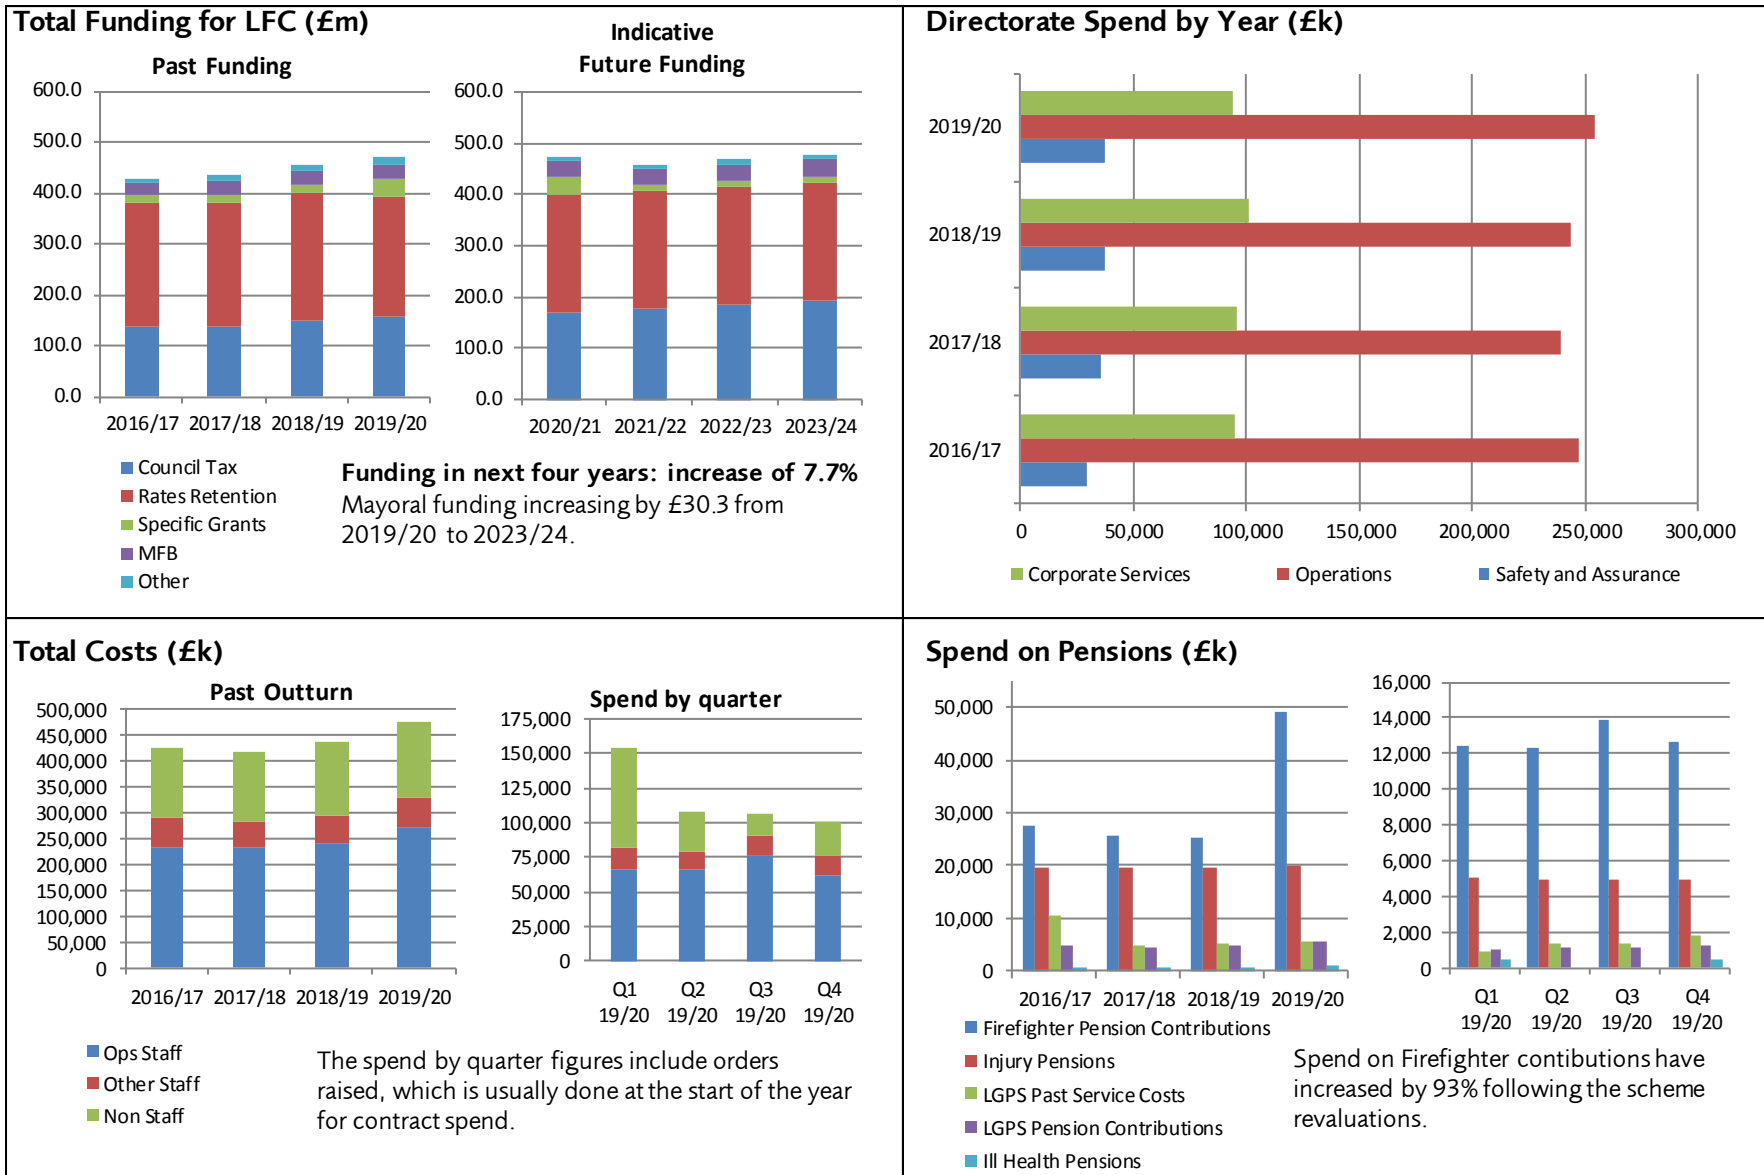 Total Funding for LFC (£m)
Past Funding
600.0
500.0
400.0
300.0
200.0
100.0
0.0
2016/17 2017/18 2018/19 2019/20
Indicative
Future Funding
600.0
500.0
400.0
300.0
200.0
100.0
0.0
2020/21 2021/22 2022/23 2023/24
Council Tax
Rates Retention
Specific Grants
MFB
Other
Funding in next four years: increase of 7.7%
Mayoral funding increasing by £30.3 from
2019/20 to 2023/24.
Directorate Spend by Year (£k)
2019/20
2018/19
2017/18
2016/17
0 50,000 100,000 150,000 200,000 250,000 300,000
Corporate Services Operations Safety and Assurance
Total Costs (£k)
Past Outturn
500,000
450,000
400,000
350,000
300,000
250,000
200,000
150,000
100,000
50,000
0
2016/17 2017/18 2018/19 2019/20
Spend by quarter
175,000
150,000
125,000
100,000
75,000
50,000
25,000
0
Q1 Q2 Q3 Q4
19/20 19/20 19/20 19/20
Ops Staff
Other Staff
Non Staff
The spend by quarter figures include orders
raised, which is usually done at the start of the year
for contract spend.
Spend on Pensions (£k)
50,000
40,000
30,000
20,000
10,000
0
2016/17 2017/18 2018/19 2019/20
16,000
14,000
12,000
10,000
8,000
6,000
4,000
2,000
0
Q1 Q2 Q3 Q4
19/20 19/20 19/20 19/20
Firefighter Pension Contributions
Injury Pensions
LGPS Past Service Costs
LGPS Pension Contributions
Ill Health Pensions
Spend on Firefighter contibutions have
increased by 93% following the scheme
revaluations.